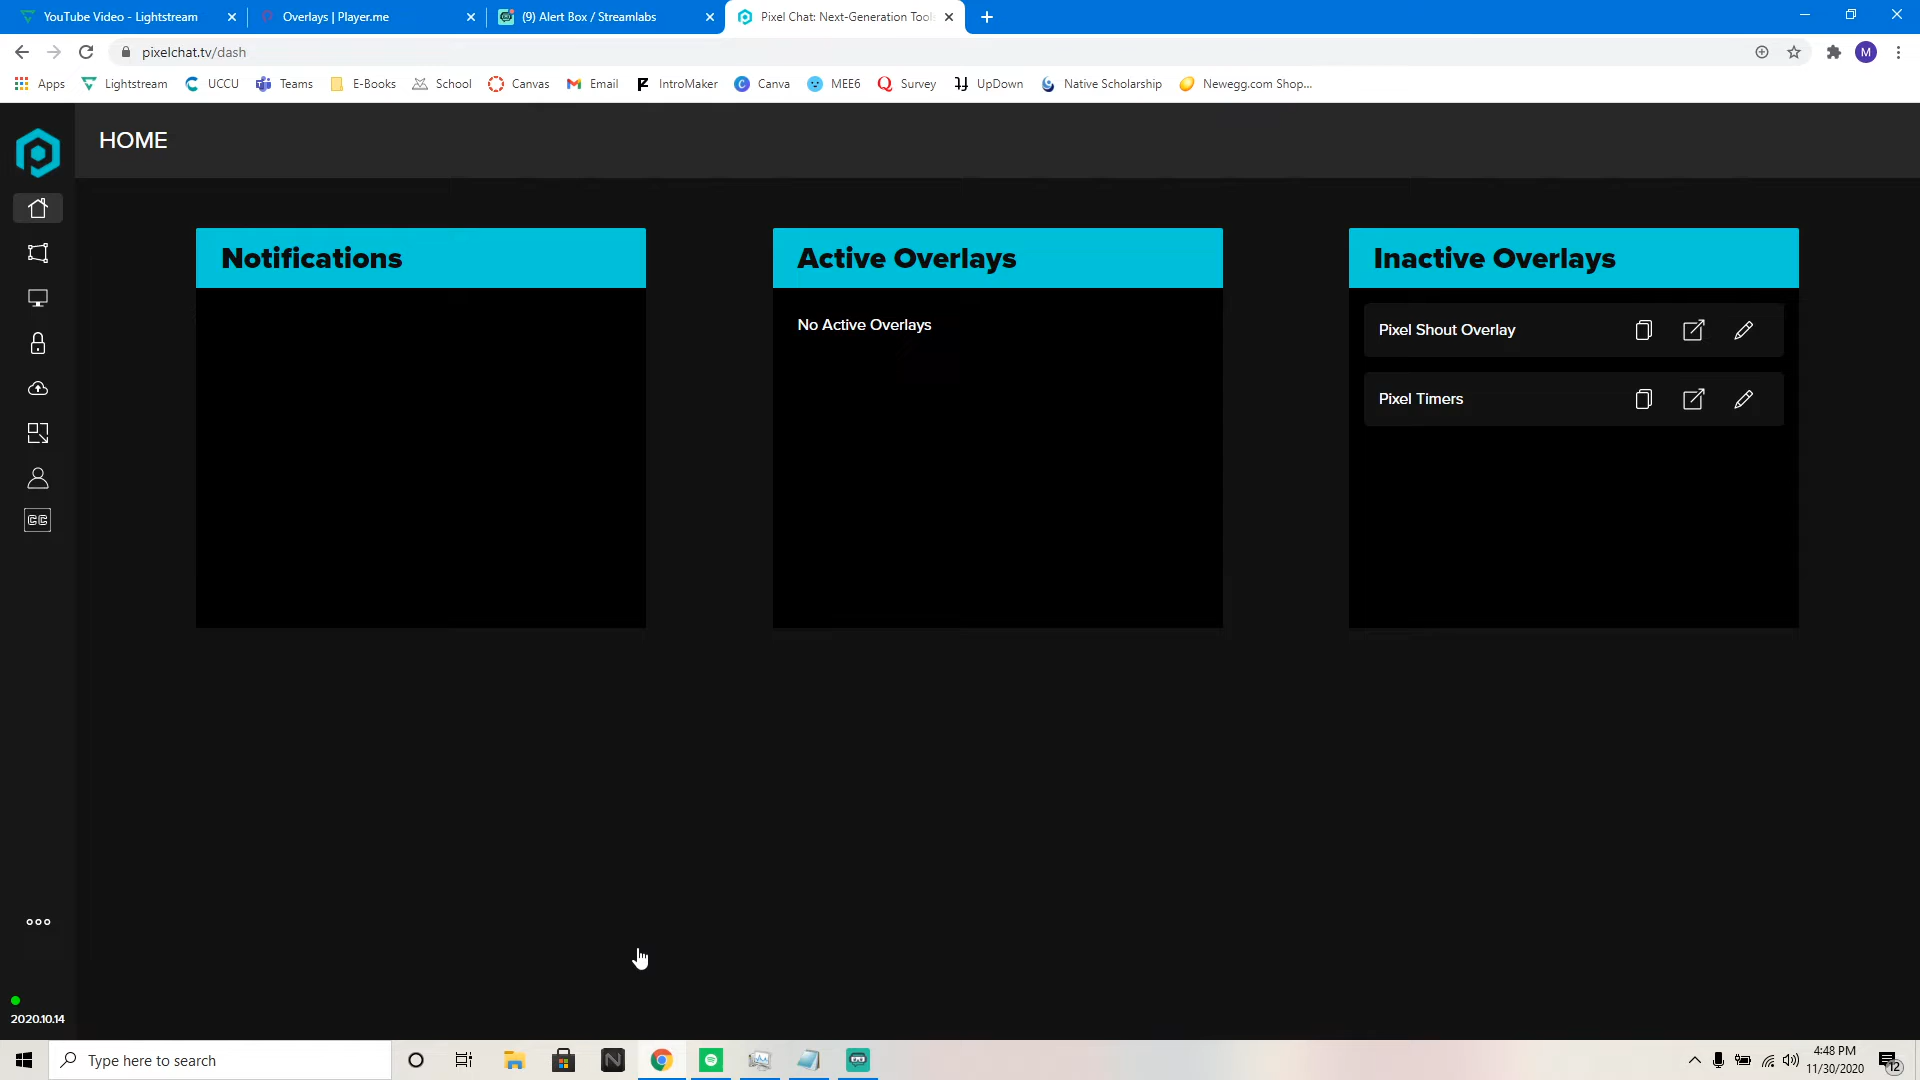 YouTube Video - Lightstream
Overlays | Player.me
(9) Alert Box / Streamlabs
Pixel Chat: Next-Generation Tools
pixelchat.tv/dash
M
Apps
Lightstream
UCCU
Teams
E-Books
School
Canvas
Email
IntroMaker
Canva
MEE6
Survey
UpDown
Native Scholarship
Newegg.com Shop...
HOME
Notifications
Active Overlays
No Active Overlays
Inactive Overlays
Pixel Shout Overlay
Pixel Timers
CC
2020.10.14
Type here to search
4:48 PM
11/30/2020
12